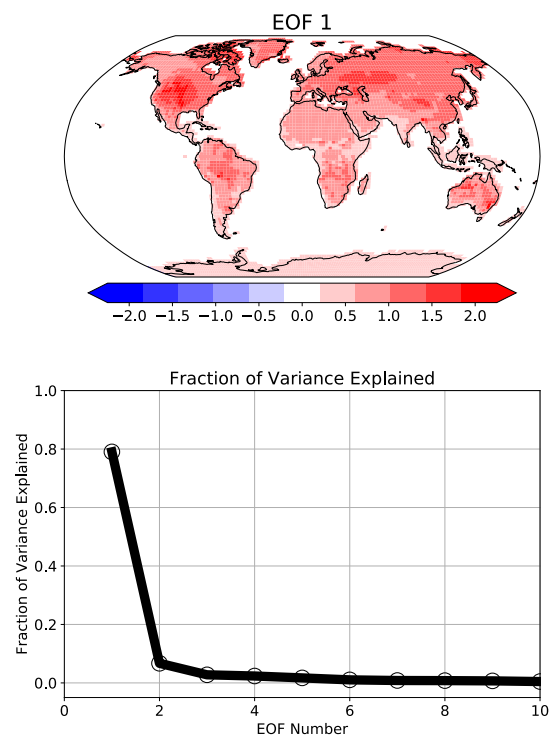 EOF 1
−2.0 −1.5 −1.0 −0.5 0.0 0.5 1.0 1.5 2.0
Fraction of Variance Explained
1.0
0.8
0.6
0.4
0.2
0.0
Fraction of Variance Explained
0 2 4 6 8 10
EOF Number